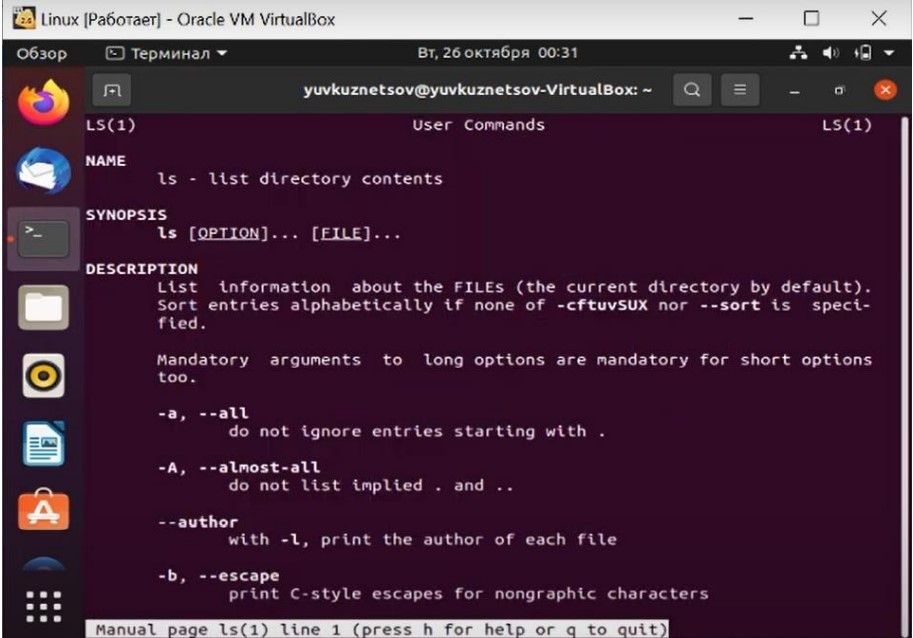 Linux [Работает] - Oracle VM VirtualBox
Обзор Терминал Вт, 26 октября 00:31
yuvkuznetsov@yuvkuznetsov-VirtualBox: ~
LS(1) User Commands LS(1)
NAME
ls - list directory contents
SYNOPSIS
ls [OPTION]... [FILE]...
DESCRIPTION
List information about the FILEs (the current directory by default).
Sort entries alphabetically if none of -cftuvSUX nor --sort is speci-
fied.
Mandatory arguments to long options are mandatory for short options
too.
-a, --all
do not ignore entries starting with .
-A, --almost-all
do not list implied . and ..
--author
with -l, print the author of each file
-b, --escape
print C-style escapes for nongraphic characters
Manual page ls(1) line 1 (press h for help or q to quit)